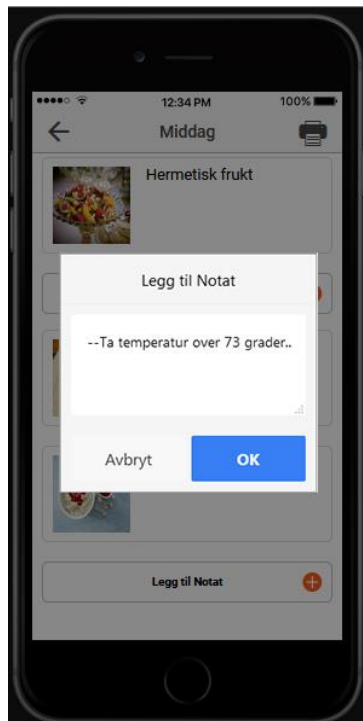 12:34 PM
100%
Middag
Hermetisk frukt
Legg til Notat
--Ta temperatur over 73 grader..
Avbryt
OK
Legg til Notat